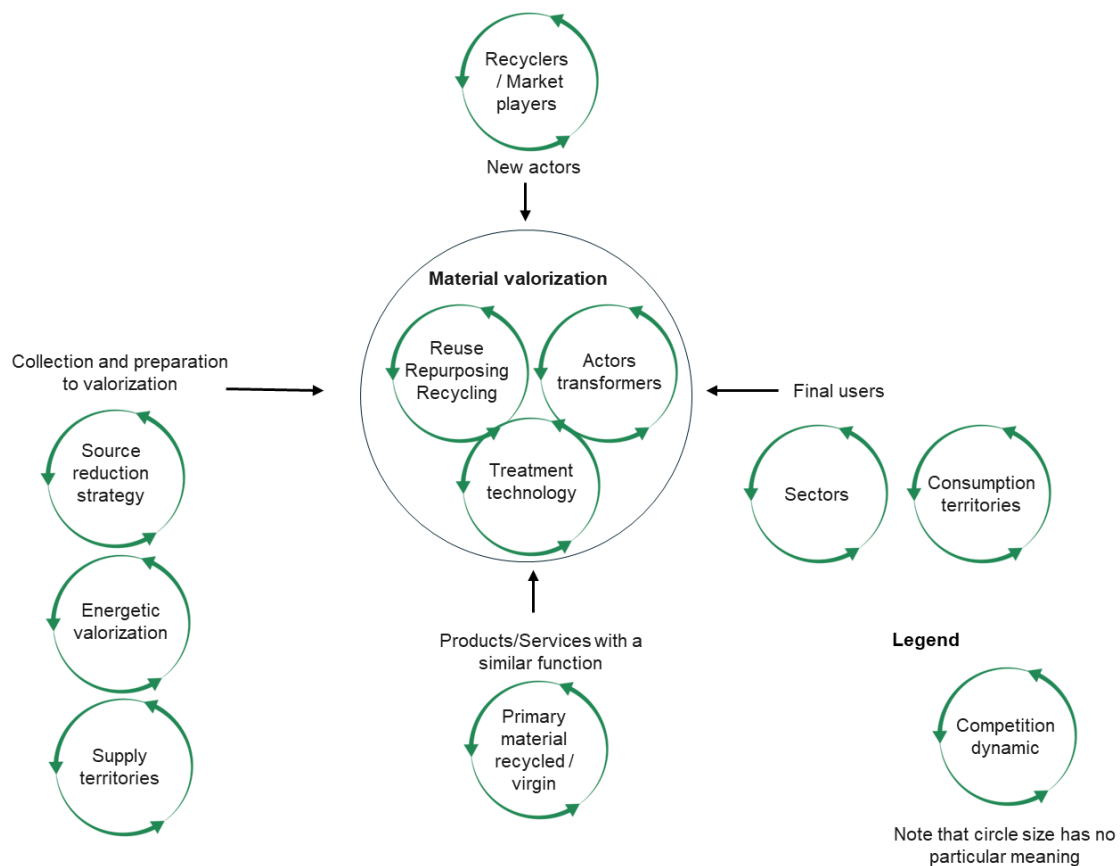 Recyclers
/ Market
players
New actors
Material valorization
Reuse
Repurposing
Recycling
Actors
transformers
Treatment
technology
Collection and preparation
to valorization
Source
reduction
strategy
Energetic
valorization
Supply
territories
Final users
Sectors
Consumption
territories
Products/Services with a
similar function
Primary
material
recycled /
virgin
Legend
Competition
dynamic
Note that circle size has no
particular meaning